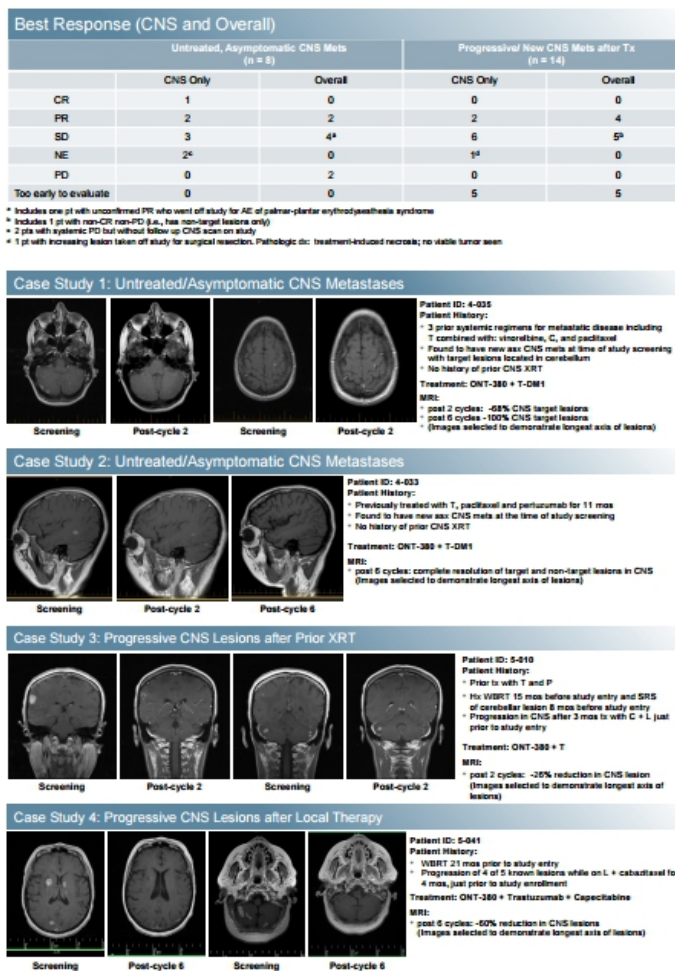 Best Response (CNS and Overall)
Untreated, Asymptomatic CNS Mets Progressive/ New CNS Mets after Tx
(n = 8) (n = 14)
CNS Only Overall CNS Only Overall
CR 1 0 0 0
PR 2 2 2 4
SD 3 4ᵃ 6 5ᵇ
NE 2ᶜ 0 1ᵈ 0
PD 0 2 0 0
Too early to evaluate 0 0 5 5
Includes one pt with unconfirmed PR who went off study for AE of palmar-plantar erythrodysaesthesia syndrome
Includes 1 pt with non-CR non-PD (i.e., has non-target lesions only)
2 pts with systemic PD but without follow up CNS scan on study
1 pt with increasing lesion taken off study for surgical resection. Pathologic dx: treatment-induced necrosis; no viable tumor seen
Case Study 1: Untreated/Asymptomatic CNS Metastases
Patient ID: 4-035
Patient History:
3 prior systemic regimens for metastatic disease including
T combined with: vinorelbine, C, and paclitaxel
Found to have new asx CNS mets at time of study screening
with target lesions located in cerebellum
No history of prior CNS XRT
Treatment: ONT-380 + T-DM1
MRI:
post 2 cycles: -68% CNS target lesions
post 6 cycles -100% CNS target lesions
(Images selected to demonstrate longest axis of lesions)
Screening Post-cycle 2 Screening Post-cycle 2
Case Study 2: Untreated/Asymptomatic CNS Metastases
Patient ID: 4-033
Patient History:
Previously treated with T, paclitaxel and pertuzumab for 11 mos
Found to have new asx CNS mets at the time of study screening
No history of prior CNS XRT
Treatment: ONT-380 + T-DM1
MRI:
post 6 cycles: complete resolution of target and non-target lesions in CNS
(Images selected to demonstrate longest axis of lesions)
Screening Post-cycle 2 Post-cycle 6
Case Study 3: Progressive CNS Lesions after Prior XRT
Patient ID: 5-010
Patient History:
Prior tx with T and P
Hx WBRT 15 mos before study entry and SRS
of cerebellar lesion 8 mos before study entry
Progression in CNS after 3 mos tx with C + L just
prior to study entry
Treatment: ONT-380 + T
MRI:
post 2 cycles: -26% reduction in CNS lesion
(Images selected to demonstrate longest axis of
lesions)
Screening Post-cycle 2 Screening Post-cycle 2
Case Study 4: Progressive CNS Lesions after Local Therapy
Patient ID: 5-041
Patient History:
WBRT 21 mos prior to study entry
Progression of 4 of 5 known lesions while on L + cabazitaxel for
4 mos, just prior to study enrollment
Treatment: ONT-380 + Trastuzumab + Capecitabine
MRI:
post 6 cycles: -60% reduction in CNS lesions
(Images selected to demonstrate longest axis of lesions)
Screening Post-cycle 6 Screening Post-cycle 6